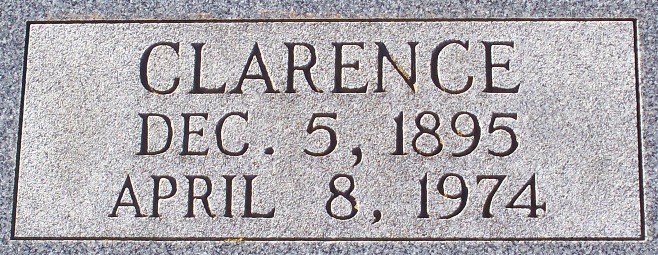 CLARENCE
DEC. 5, 1895
APRIL 8, 1974